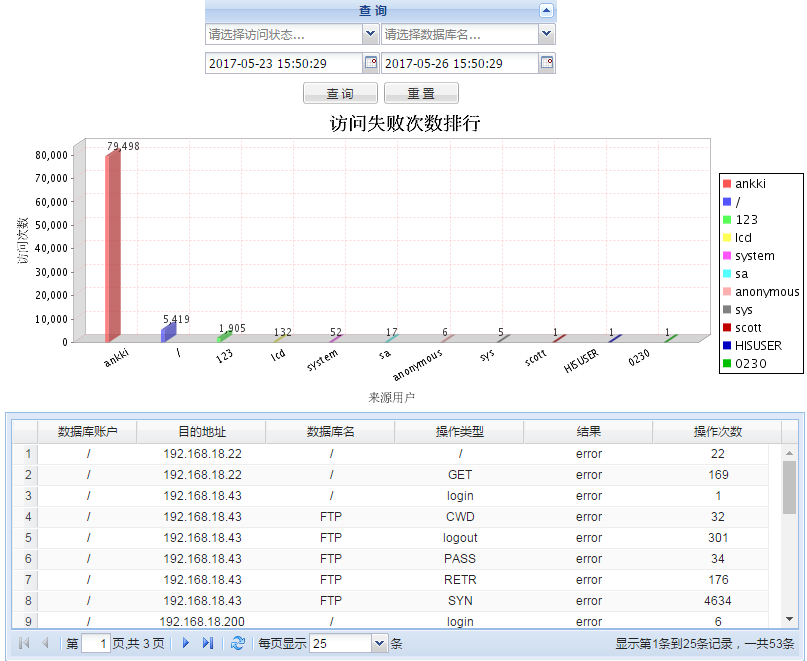 查 询
请选择访问状态... 请选择数据库名...
2017-05-23 15:50:29 2017-05-26 15:50:29
查 询 重 置
访问失败次数排行
访问次数
80,000
70,000
60,000
50,000
40,000
30,000
20,000
10,000
0
79,498
5,419
1,905
132
52
17
6
5
1
1
1
ankki
/
123
lcd
system
sa
anonymous
sys
scott
HISUSER
0230
来源用户
ankki
/
123
lcd
system
sa
anonymous
sys
scott
HISUSER
0230
数据库账户 目的地址 数据库名 操作类型 结果 操作次数
1 / 192.168.18.22 / / error 22
2 / 192.168.18.22 / GET error 169
3 / 192.168.18.43 / login error 1
4 / 192.168.18.43 FTP CWD error 32
5 / 192.168.18.43 FTP logout error 301
6 / 192.168.18.43 FTP PASS error 34
7 / 192.168.18.43 FTP RETR error 176
8 / 192.168.18.43 FTP SYN error 4634
9 / 192.168.18.200 / login error 6
第 1 页,共 3 页 每页显示 25 条 显示第1条到25条记录，一共53条